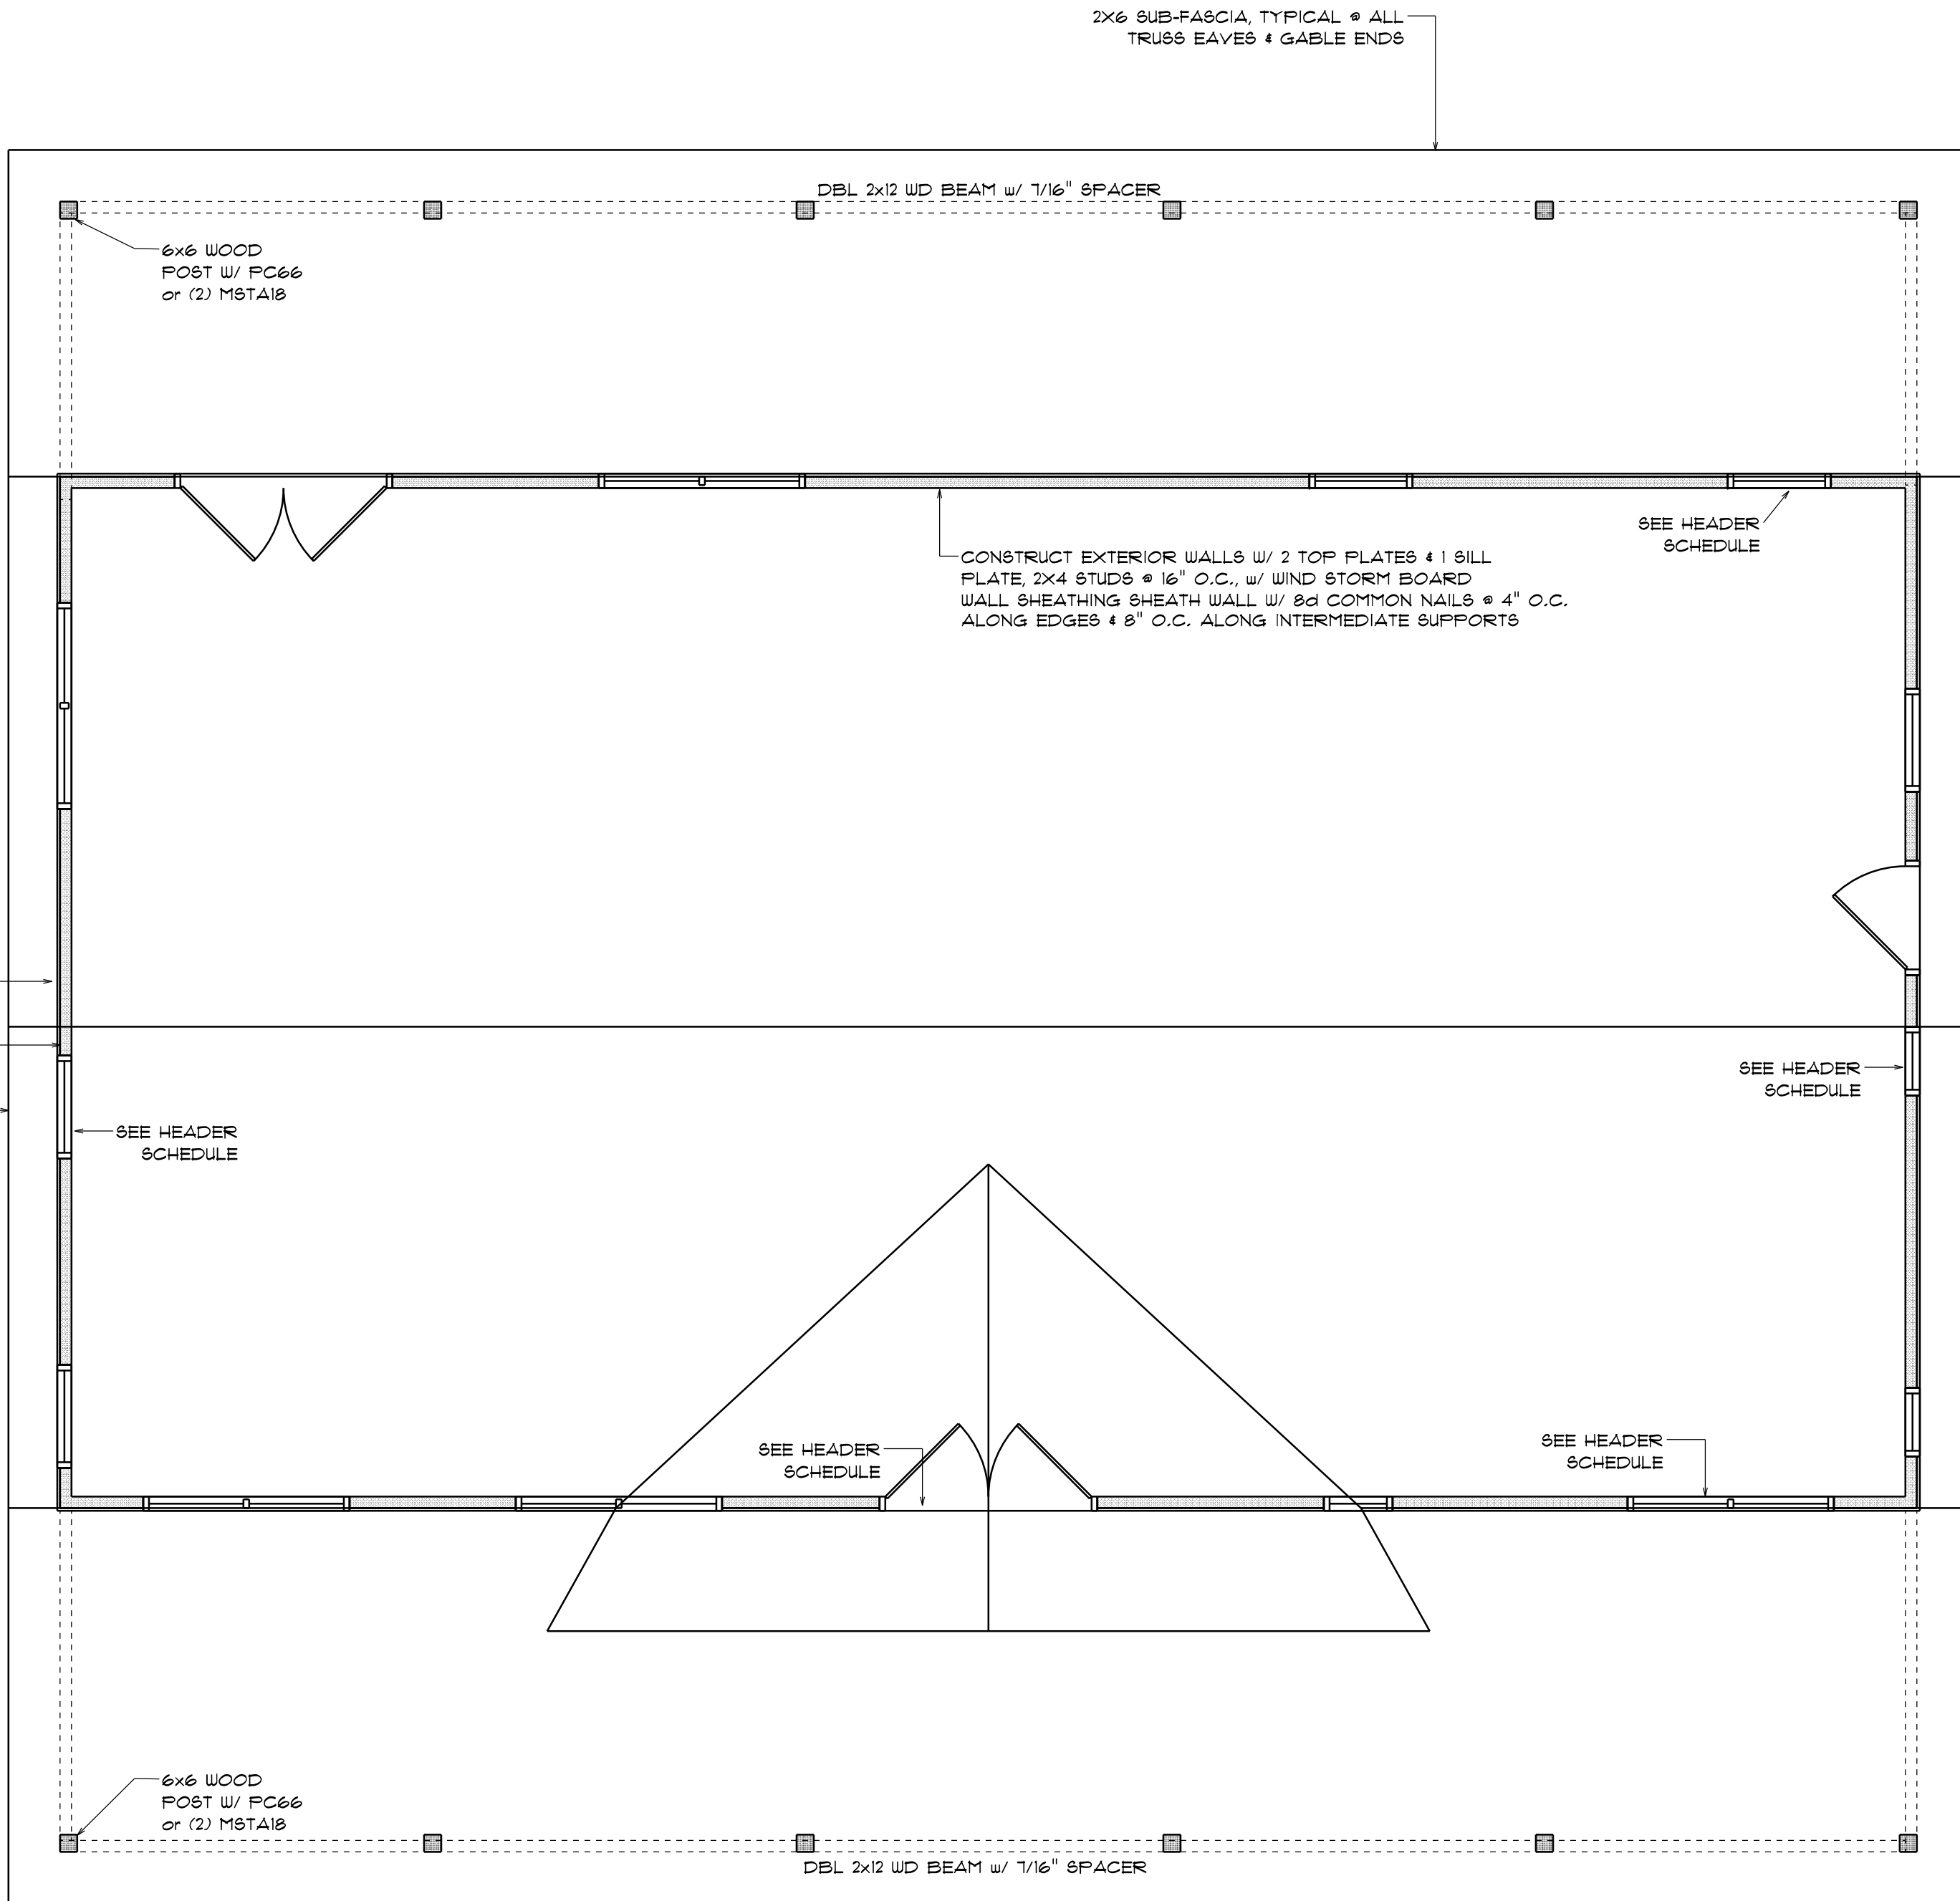 2X6 SUB-FASCIA, TYPICAL @ ALL
TRUSS EAVES & GABLE ENDS
DBL 2x12 WD BEAM w/ 7/16" SPACER
6x6 WOOD
POST W/ PC66
or (2) MSTA18
SEE HEADER
SCHEDULE
CONSTRUCT EXTERIOR WALLS W/ 2 TOP PLATES & 1 SILL
PLATE, 2X4 STUDS @ 16" O.C., w/ WIND STORM BOARD
WALL SHEATHING SHEATH WALL W/ 8d COMMON NAILS @ 4" O.C.
ALONG EDGES & 8" O.C. ALONG INTERMEDIATE SUPPORTS
SEE HEADER
SCHEDULE
SEE HEADER
SCHEDULE
SEE HEADER
SCHEDULE
SEE HEADER
SCHEDULE
6x6 WOOD
POST W/ PC66
or (2) MSTA18
DBL 2x12 WD BEAM w/ 7/16" SPACER